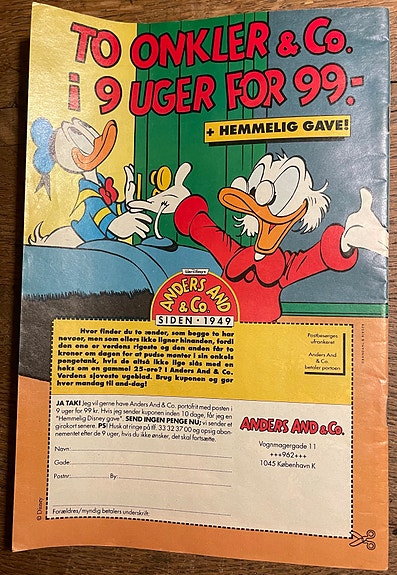 TO ONKLER & Co.
i 9 UGER FOR 99:-
+ HEMMELIG GAVE!
Walt Disney's
ANDERS AND
& Co.
SIDEN · 1949
Hvor finder du to ænder, som begge to har
nevøer, men som ellers ikke ligner hinanden, fordi
den ene er verdens rigeste og den anden får to
kroner om dagen for at pudse mønter i sin onkels
pengetank, hvis de altså ikke lige slås med en
heks om en gammel 25-øre? I Anders And & Co.
Verdens sjoveste ugeblad. Brug kuponen og gør
hver mandag til and-dag!
Postbesørges
ufrankeret
Anders And
& Co.
betaler portoen
JA TAK! Jeg vil gerne have Anders And & Co. portofrit med posten i
9 uger for 99 kr. Hvis jeg sender kuponen inden 10 dage, får jeg en
"Hemmelig Disney gave". SEND INGEN PENGE NU; vi sender et
girokort senere. PS! Husk at ringe på tlf. 33 32 37 00 og opsig abon-
nementet efter de 9 uger, hvis du ikke ønsker, det skal fortsætte.
Navn:
Gade:
Postnr.: By:
Forældres/myndig betalers underskrift
ANDERS AND & Co.
Vognmagergade 11
+++962+++
1045 København K
© Disney